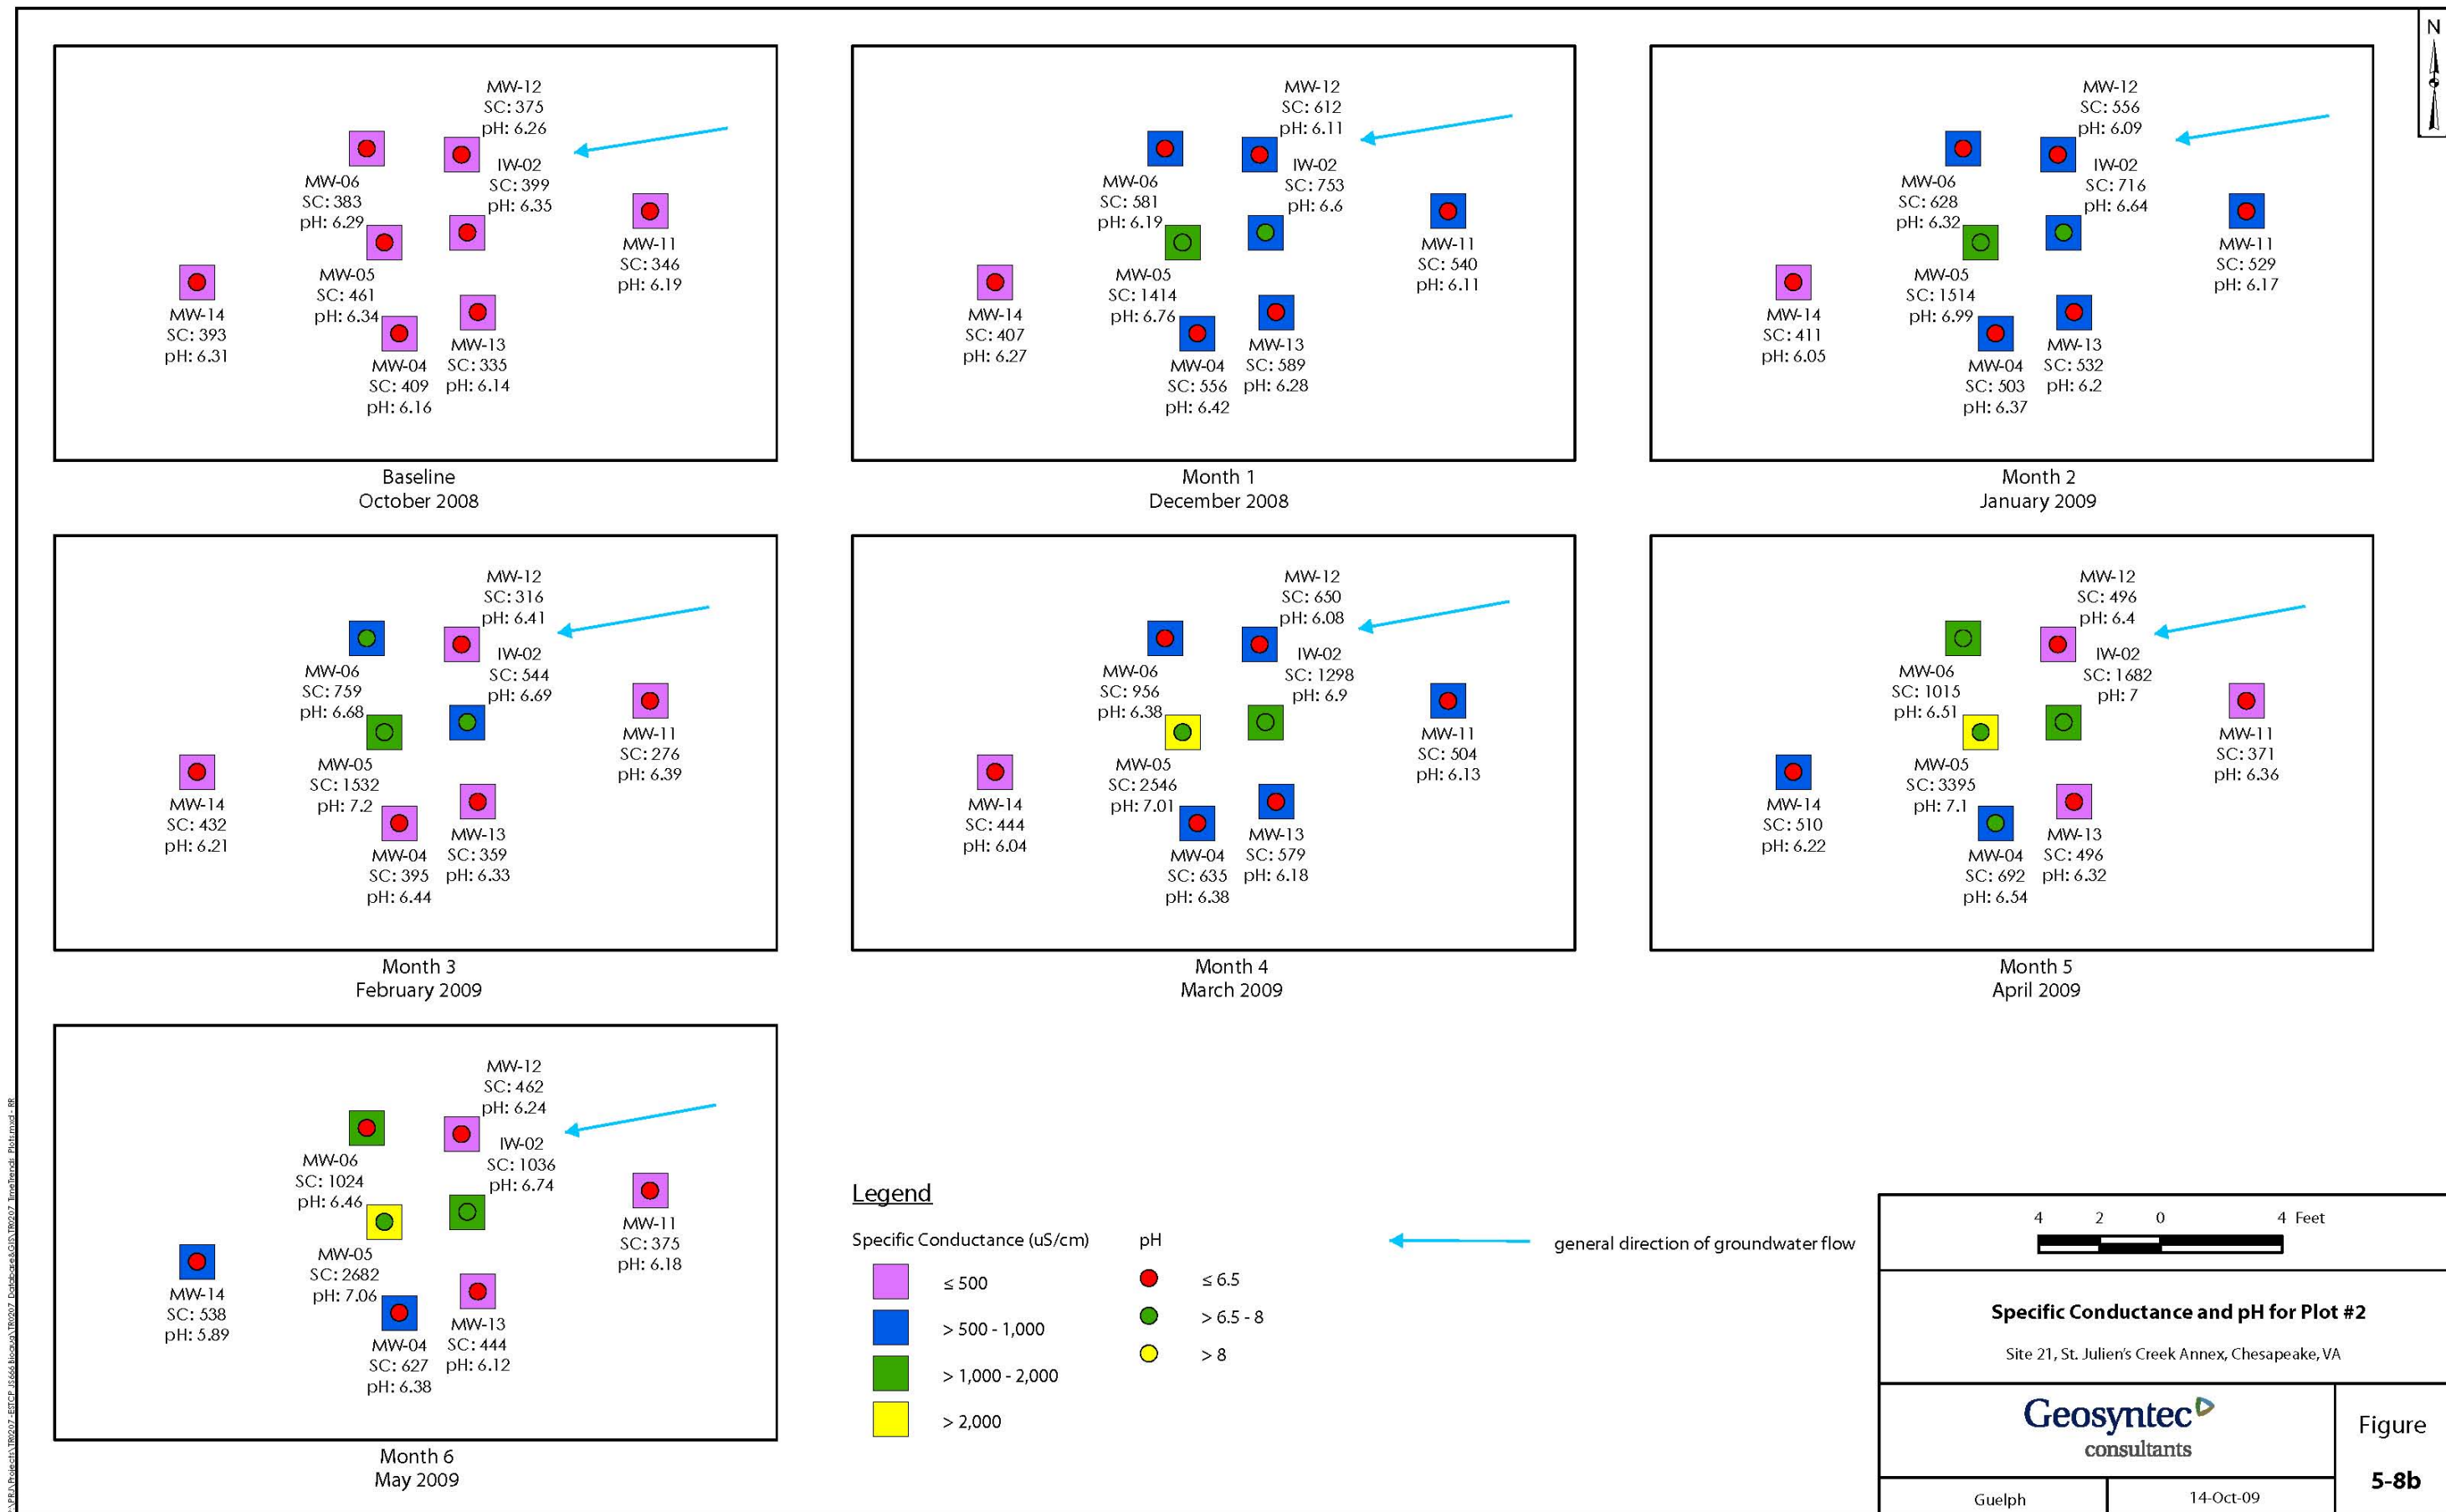 N
MW-12
SC: 375
pH: 6.26
IW-02
SC: 399
pH: 6.35
MW-06
SC: 383
pH: 6.29
MW-11
SC: 346
pH: 6.19
MW-05
SC: 461
pH: 6.34
MW-14
SC: 393
pH: 6.31
MW-13
SC: 335
pH: 6.14
MW-04
SC: 409
pH: 6.16
Baseline
October 2008
MW-12
SC: 612
pH: 6.11
IW-02
SC: 753
pH: 6.6
MW-06
SC: 581
pH: 6.19
MW-11
SC: 540
pH: 6.11
MW-05
SC: 1414
pH: 6.76
MW-14
SC: 407
pH: 6.27
MW-13
SC: 589
pH: 6.28
MW-04
SC: 556
pH: 6.42
Month 1
December 2008
MW-12
SC: 556
pH: 6.09
IW-02
SC: 716
pH: 6.64
MW-06
SC: 628
pH: 6.32
MW-11
SC: 529
pH: 6.17
MW-05
SC: 1514
pH: 6.99
MW-14
SC: 411
pH: 6.05
MW-13
SC: 532
pH: 6.2
MW-04
SC: 503
pH: 6.37
Month 2
January 2009
MW-12
SC: 316
pH: 6.41
IW-02
SC: 544
pH: 6.69
MW-06
SC: 759
pH: 6.68
MW-11
SC: 276
pH: 6.39
MW-05
SC: 1532
pH: 7.2
MW-14
SC: 432
pH: 6.21
MW-13
SC: 359
pH: 6.33
MW-04
SC: 395
pH: 6.44
Month 3
February 2009
MW-12
SC: 650
pH: 6.08
IW-02
SC: 1298
pH: 6.9
MW-06
SC: 956
pH: 6.38
MW-11
SC: 504
pH: 6.13
MW-05
SC: 2546
pH: 7.01
MW-14
SC: 444
pH: 6.04
MW-13
SC: 579
pH: 6.18
MW-04
SC: 635
pH: 6.38
Month 4
March 2009
MW-12
SC: 496
pH: 6.4
IW-02
SC: 1682
pH: 7
MW-06
SC: 1015
pH: 6.51
MW-11
SC: 371
pH: 6.36
MW-05
SC: 3395
pH: 7.1
MW-14
SC: 510
pH: 6.22
MW-13
SC: 496
pH: 6.32
MW-04
SC: 692
pH: 6.54
Month 5
April 2009
MW-12
SC: 462
pH: 6.24
IW-02
SC: 1036
pH: 6.74
MW-06
SC: 1024
pH: 6.46
MW-11
SC: 375
pH: 6.18
MW-05
SC: 2682
pH: 7.06
MW-14
SC: 538
pH: 5.89
MW-13
SC: 444
pH: 6.12
MW-04
SC: 627
pH: 6.38
Month 6
May 2009
Legend
Specific Conductance (uS/cm)
≤ 500
> 500 - 1,000
> 1,000 - 2,000
> 2,000
pH
≤ 6.5
> 6.5 - 8
> 8
general direction of groundwater flow
4 2 0 4 Feet
Specific Conductance and pH for Plot #2
Site 21, St. Julien's Creek Annex, Chesapeake, VA
Geosyntec
consultants
Figure
5-8b
Guelph
14-Oct-09